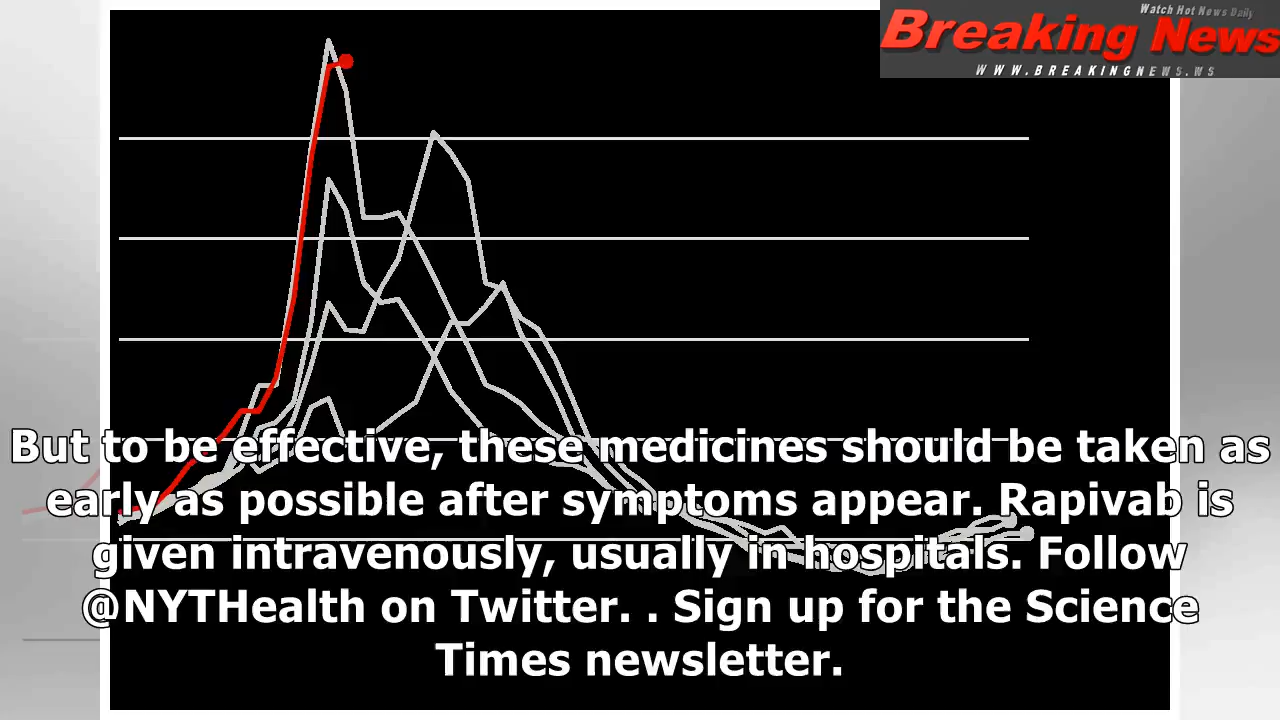 Watch Hot News Daily
Breaking News
WWW.BREAKINGNEWS.WS
But to be effective, these medicines should be taken as
early as possible after symptoms appear. Rapivab is
given intravenously, usually in hospitals. Follow
@NYTHealth on Twitter. . Sign up for the Science
Times newsletter.